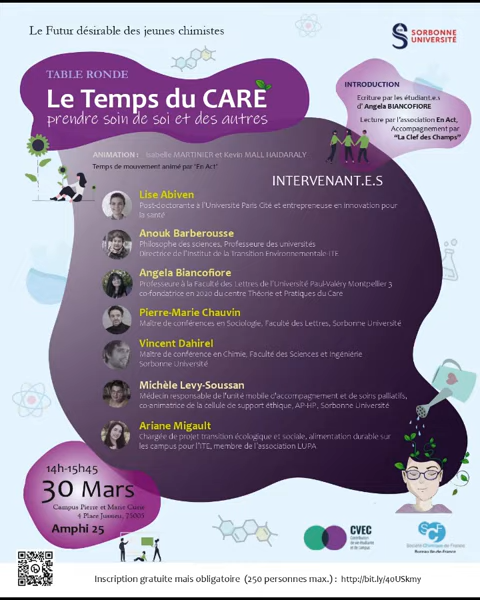 Le Futur désirable des jeunes chimistes
SORBONNE
UNIVERSITÉ
TABLE RONDE
Le Temps du CARE
prendre soin de soi et des autres
INTRODUCTION
Ecriture par les étudiant.e.s
d' Angela BIANCOFIORE
Lecture par l'association En Act,
Accompagnement par
"La Clef des Champs"
ANIMATION : Isabelle MARTINIER et Kevin MALL HAIDARALY
Temps de mouvement animé par "En Act"
INTERVENANT.E.S
Lise Abiven
Post-doctorante à l'Université Paris Cité et entrepreneuse en innovation pour
la santé
Anouk Barberousse
Philosophe des sciences, Professeure des universités
Directrice de l'Institut de la Transition Environnementale-ITE
Angela Biancofiore
Professeure à la Faculté des Lettres de l'Université Paul-Valéry Montpellier 3
co-fondatrice en 2020 du centre Théorie et Pratiques du Care
Pierre-Marie Chauvin
Maître de conférences en Sociologie, Faculté des Lettres, Sorbonne Université
Vincent Dahirel
Maître de conférence en Chimie, Faculté des Sciences et Ingénierie
Sorbonne Université
Michèle Levy-Soussan
Médecin responsable de l'unité mobile d'accompagnement et de soins palliatifs,
co-animatrice de la cellule de support éthique, AP-HP, Sorbonne Université
Ariane Migault
Chargée de projet transition écologique et sociale, alimentation durable sur
les campus pour l'ITE, membre de l'association LUPA
14h-15h45
30 Mars
Campus Pierre et Marie Curie
4 Place Jussieu, 75005
Amphi 25
CVEC
SCF
Société Chimique de France
Bureau Ile-de-France
Inscription gratuite mais obligatoire (250 personnes max.) : http://bit.ly/40USkmy